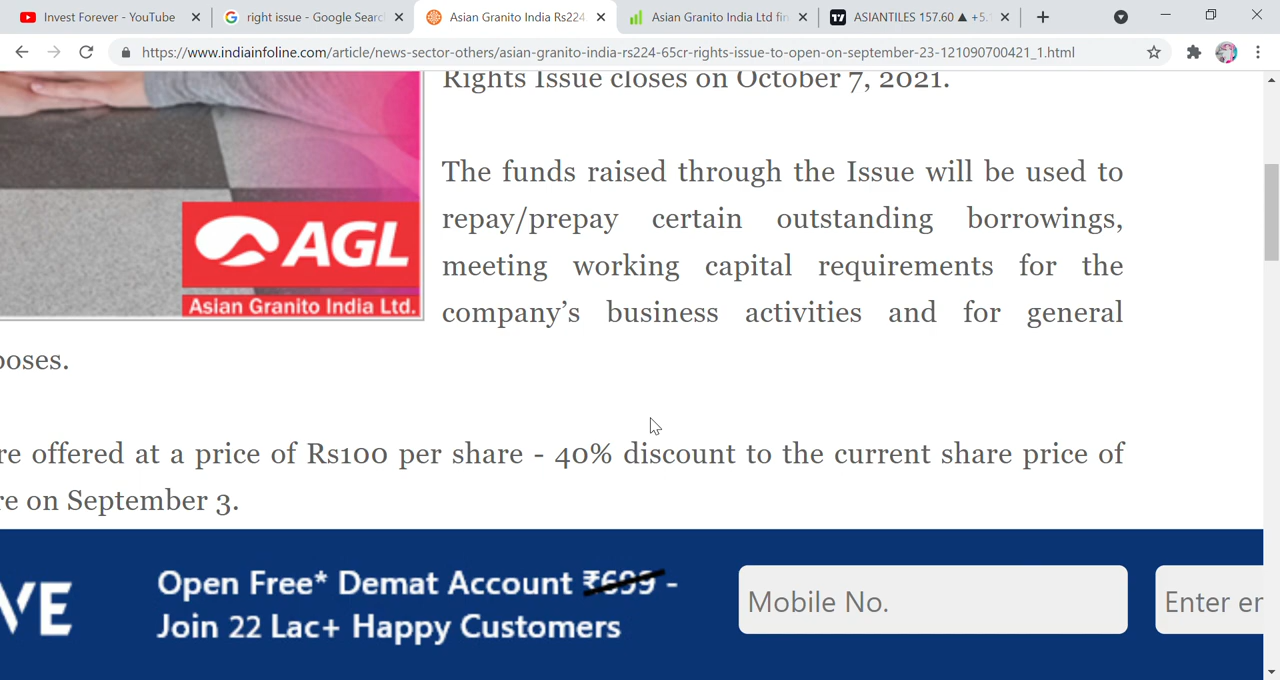 Invest Forever - YouTube
right issue - Google Searc
Asian Granito India Rs224
Asian Granito India Ltd fin
ASIANTILES 157.60 ▲ +5.
https://www.indiainfoline.com/article/news-sector-others/asian-granito-india-rs224-65cr-rights-issue-to-open-on-september-23-121090700421_1.html
Rights Issue closes on October 7, 2021.
The funds raised through the Issue will be used to
repay/prepay certain outstanding borrowings,
meeting working capital requirements for the
company’s business activities and for general
poses.
AGL
Asian Granito India Ltd.
re offered at a price of Rs100 per share - 40% discount to the current share price of
re on September 3.
VE
Open Free* Demat Account ₹699 -
Join 22 Lac+ Happy Customers
Mobile No.
Enter er